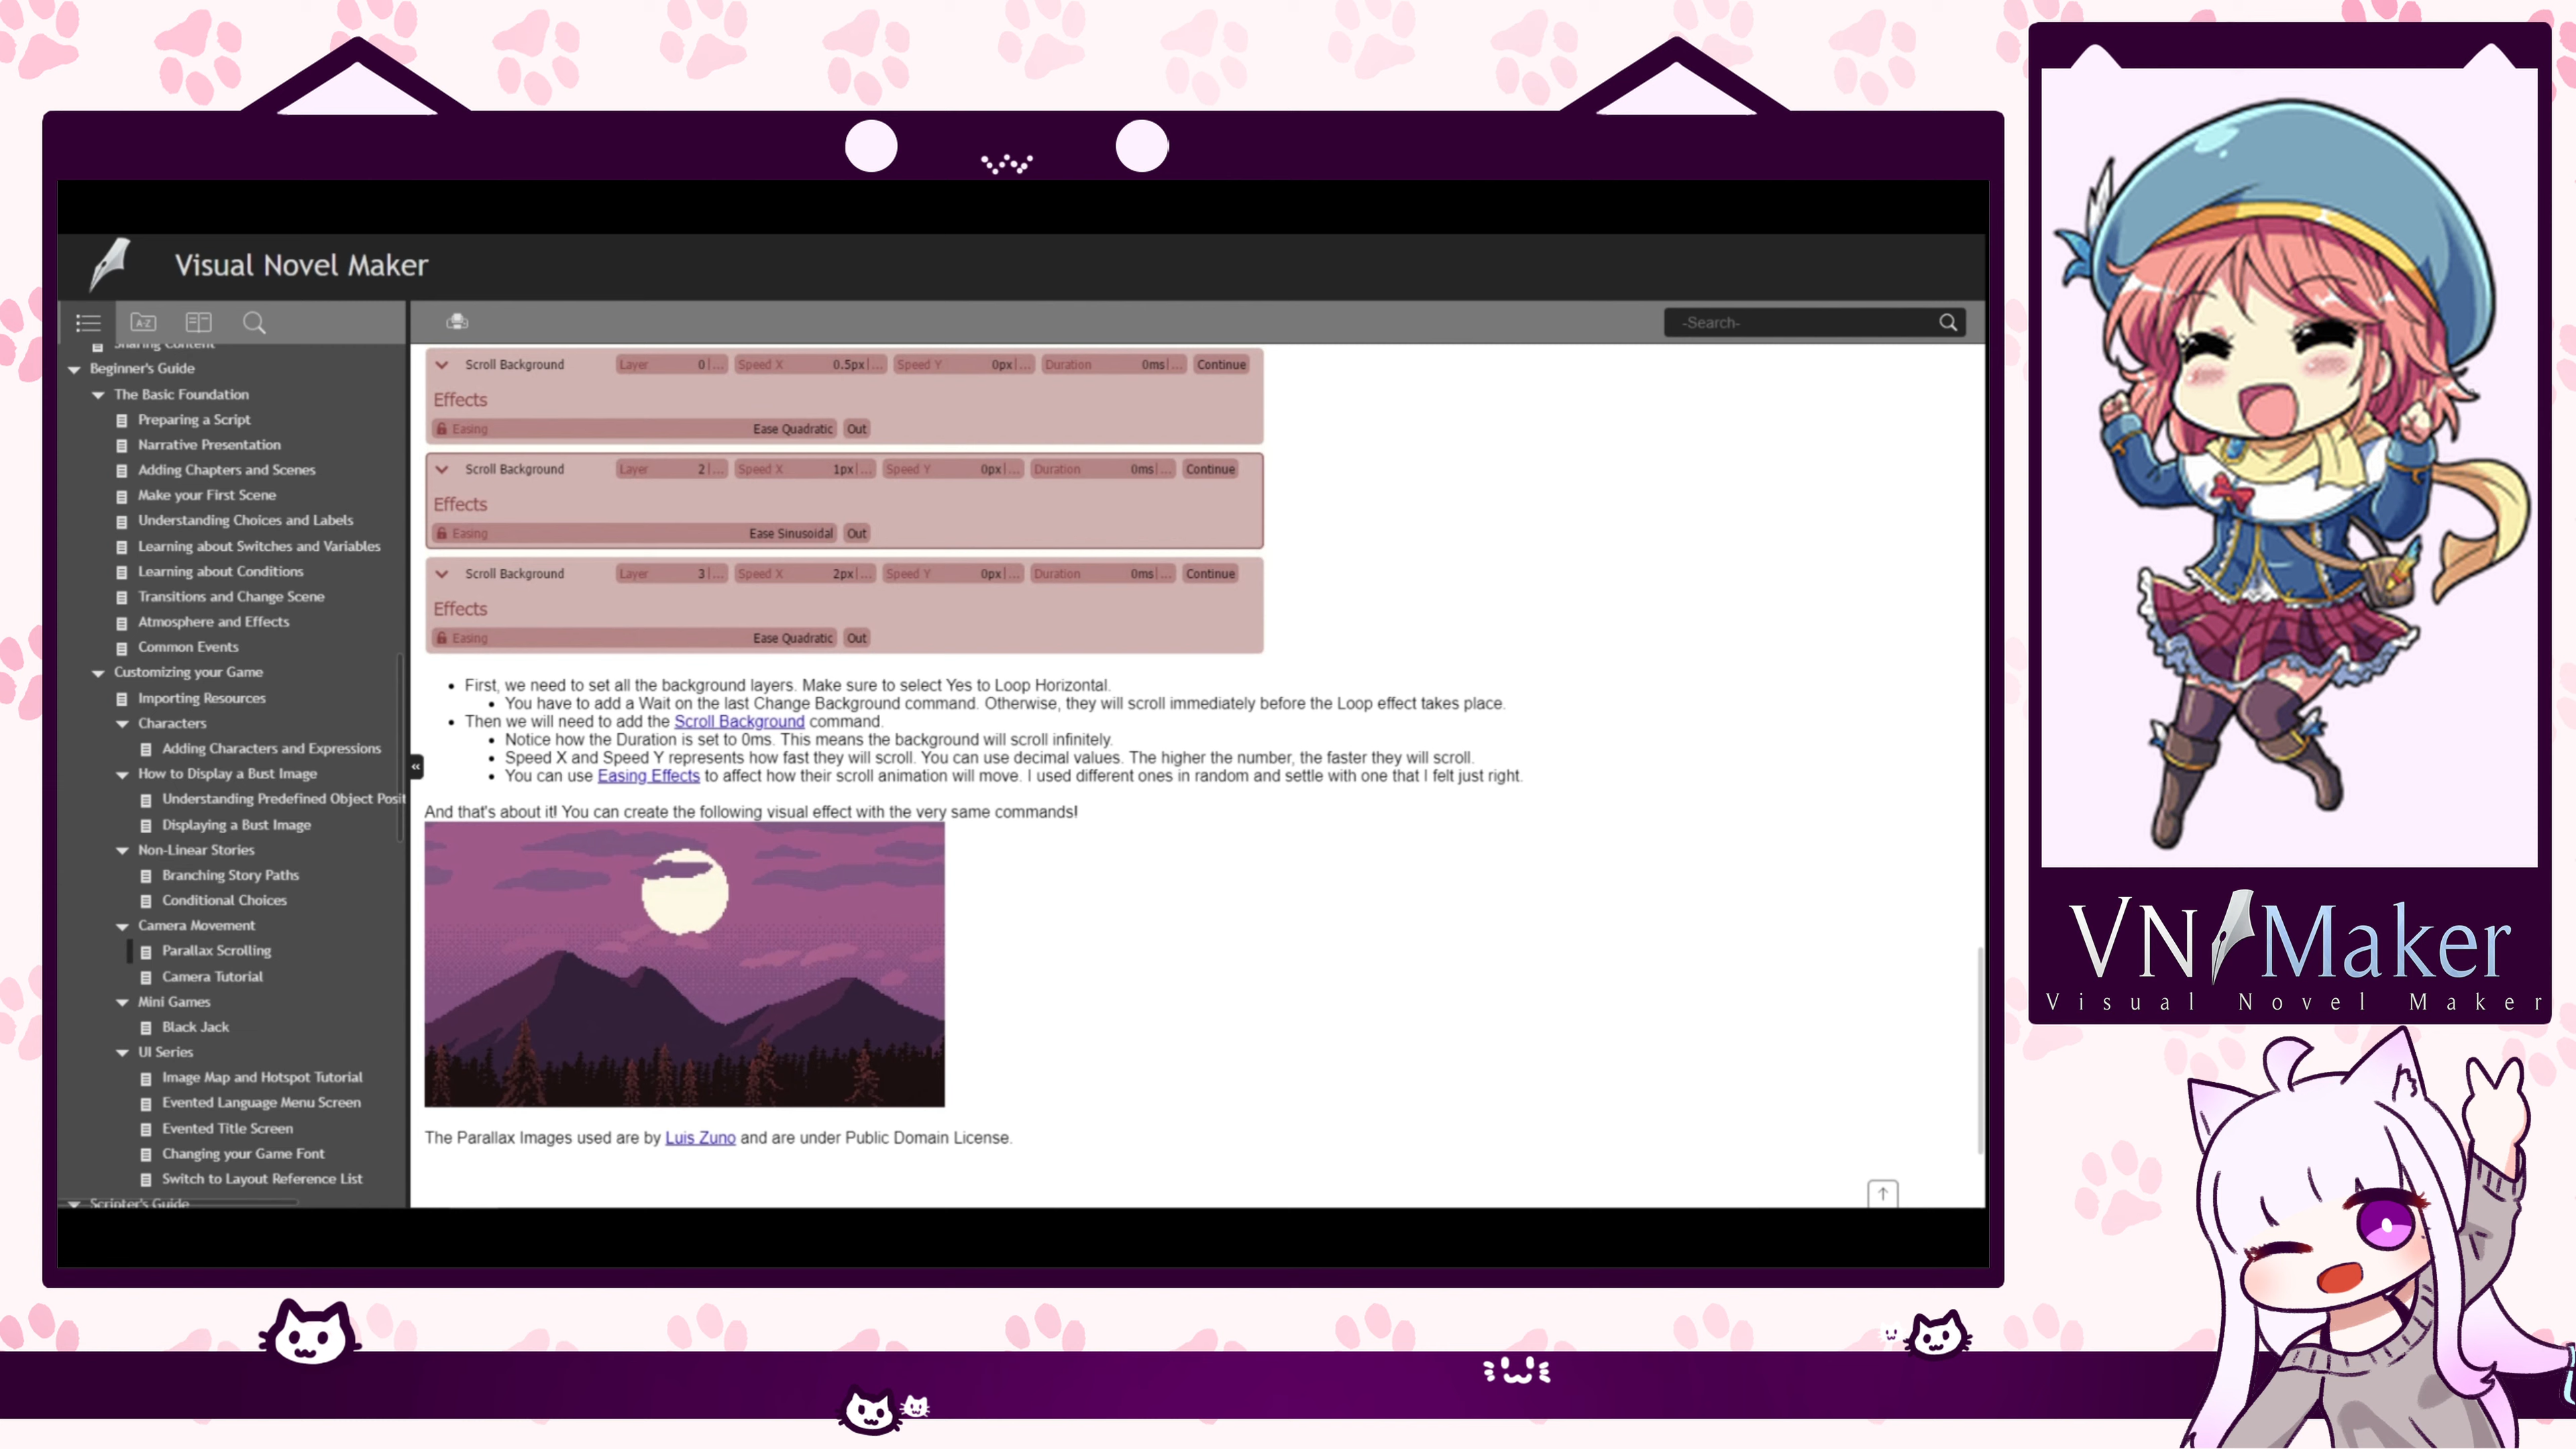 Visual Novel Maker
-Search-
Sharing Content
Beginner's Guide
The Basic Foundation
Preparing a Script
Narrative Presentation
Adding Chapters and Scenes
Make your First Scene
Understanding Choices and Labels
Learning about Switches and Variables
Learning about Conditions
Transitions and Change Scene
Atmosphere and Effects
Common Events
Customizing your Game
Importing Resources
Characters
Adding Characters and Expressions
How to Display a Bust Image
Understanding Predefined Object Posit
Displaying a Bust Image
Non-Linear Stories
Branching Story Paths
Conditional Choices
Camera Movement
Parallax Scrolling
Camera Tutorial
Mini Games
Black Jack
UI Series
Image Map and Hotspot Tutorial
Evented Language Menu Screen
Evented Title Screen
Changing your Game Font
Switch to Layout Reference List
Scripter's Guide
Scroll Background Layer 0|... Speed X 0.5px|... Speed Y 0px|... Duration 0ms|... Continue
Effects
Easing Ease Quadratic Out
Scroll Background Layer 2|... Speed X 1px|... Speed Y 0px|... Duration 0ms|... Continue
Effects
Easing Ease Sinusoidal Out
Scroll Background Layer 3|... Speed X 2px|... Speed Y 0px|... Duration 0ms|... Continue
Effects
Easing Ease Quadratic Out
• First, we need to set all the background layers. Make sure to select Yes to Loop Horizontal.
• You have to add a Wait on the last Change Background command. Otherwise, they will scroll immediately before the Loop effect takes place.
• Then we will need to add the Scroll Background command.
• Notice how the Duration is set to 0ms. This means the background will scroll infinitely.
• Speed X and Speed Y represents how fast they will scroll. You can use decimal values. The higher the number, the faster they will scroll.
• You can use Easing Effects to affect how their scroll animation will move. I used different ones in random and settle with one that I felt just right.
And that's about it! You can create the following visual effect with the very same commands!
The Parallax Images used are by Luis Zuno and are under Public Domain License.
VN Maker
Visual Novel Maker